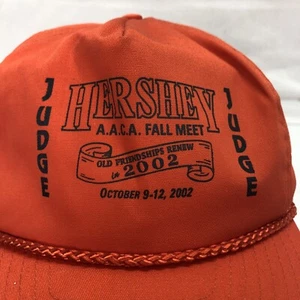 JUDGE
HERSHEY
A.A.C.A. FALL MEET
OLD FRIENDSHIPS RENEW
in 2002
OCTOBER 9-12, 2002
JUDGE